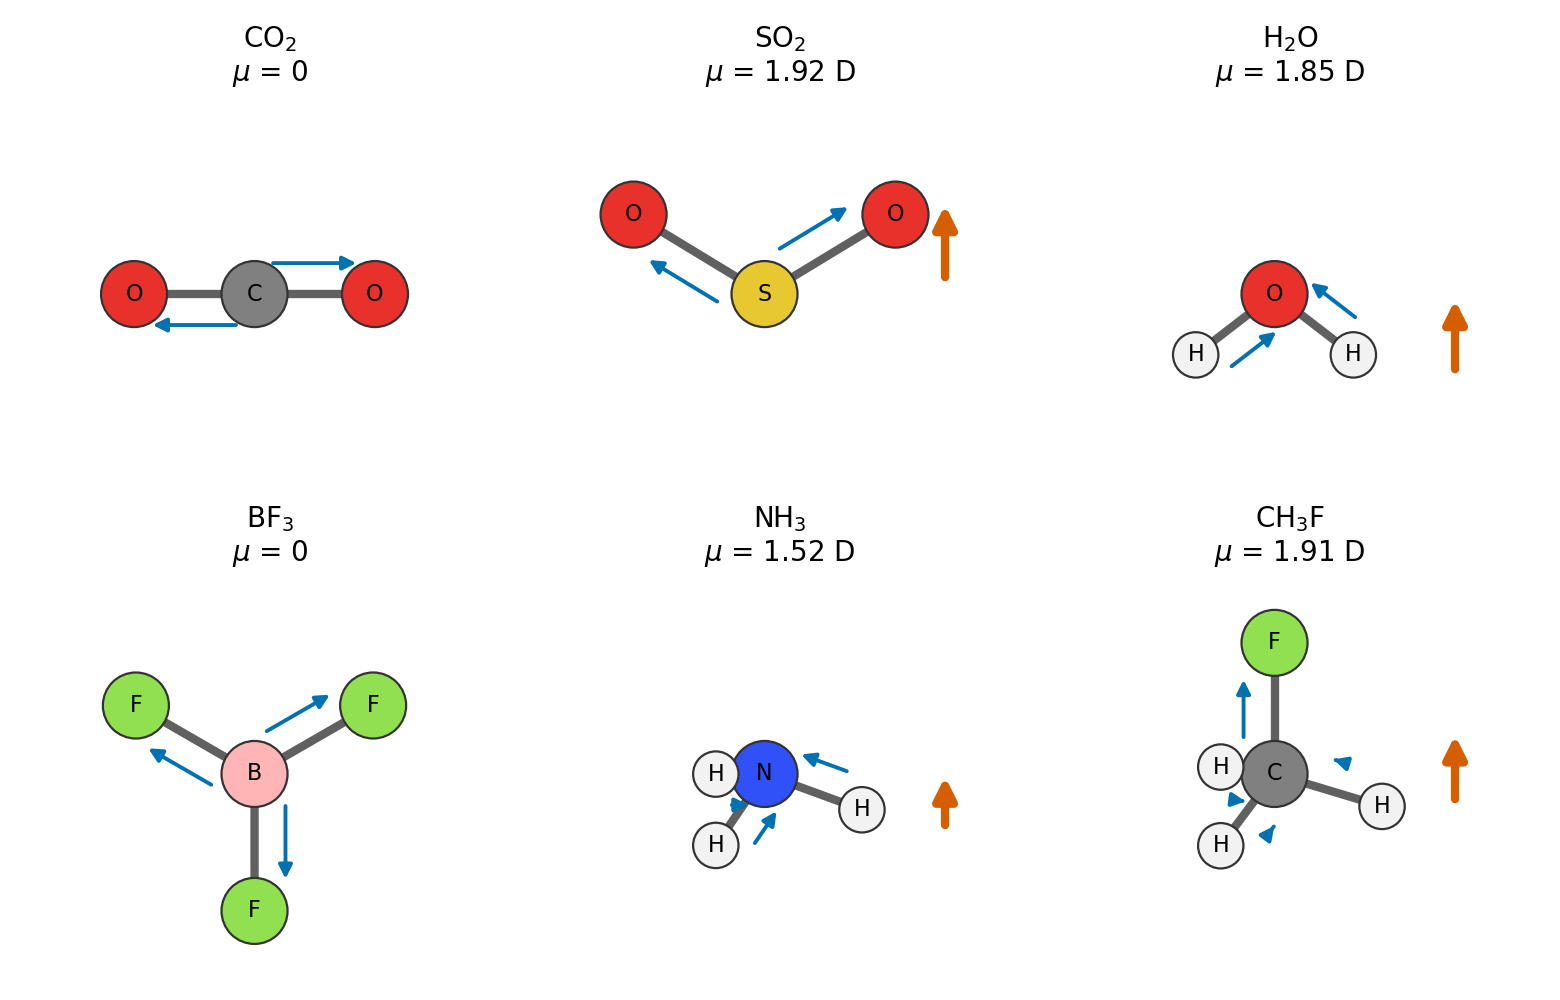 CO₂
μ = 0
SO₂
μ = 1.92 D
H₂O
μ = 1.85 D
O
C
O
O
S
O
O
H
H
BF₃
μ = 0
NH₃
μ = 1.52 D
CH₃F
μ = 1.91 D
F
F
B
F
H
N
H
H
F
H
C
H
H